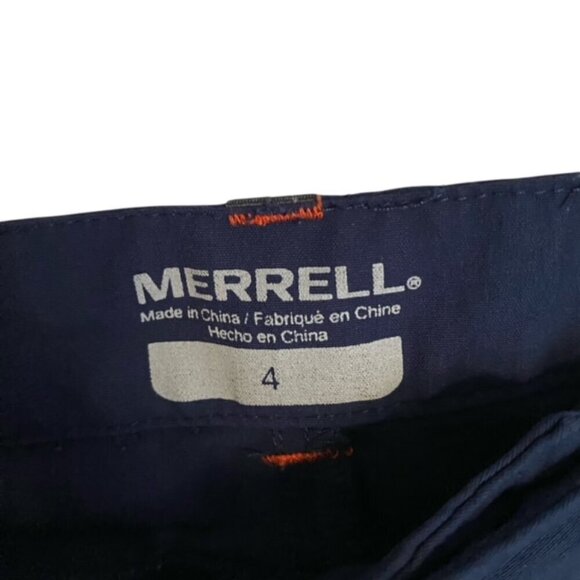 MERRELL®
Made in China / Fabriqué en Chine
Hecho en China
4